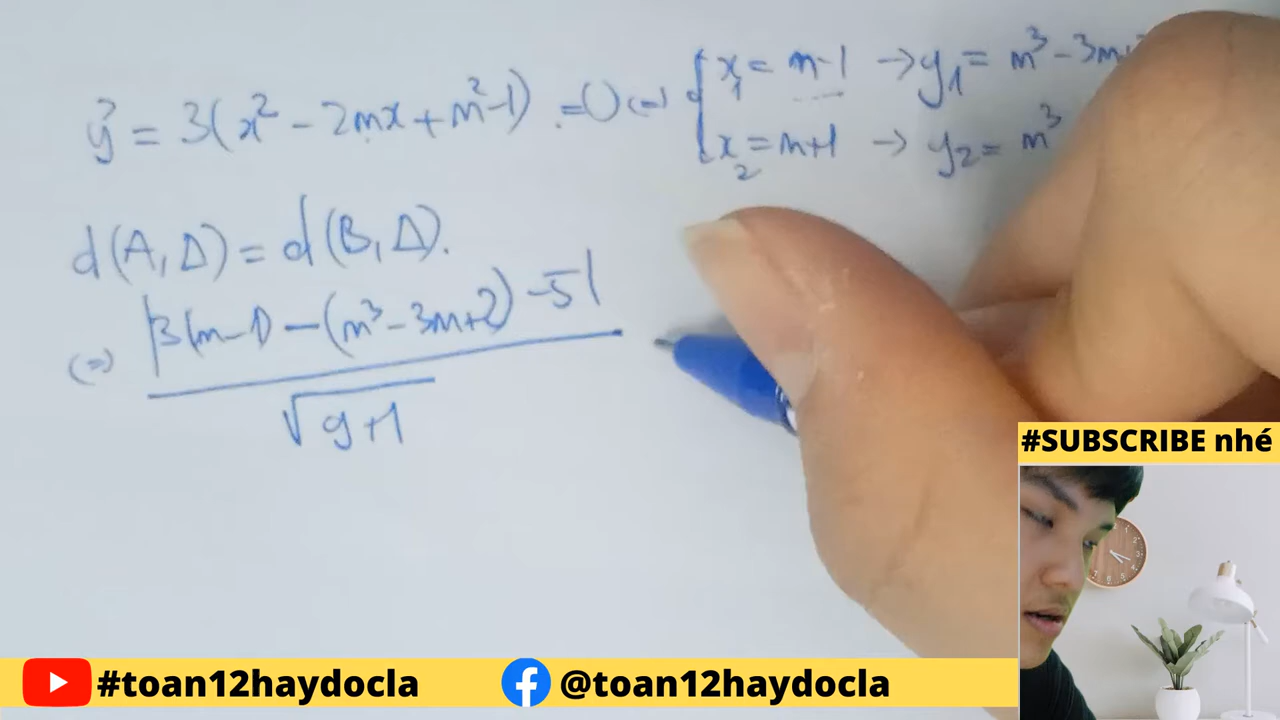 y' = 3(x² - 2mx + m² - 1) = 0 (=)
x₁ = m-1 → y₁ = m³ - 3m+
x₂ = m+1 → y₂ = m³
d(A, Δ) = d(B, Δ).
(=) |3(m-1) - (m³ - 3m+2) - 5|
√9+1
#SUBSCRIBE nhé
#toan12haydocla
@toan12haydocla